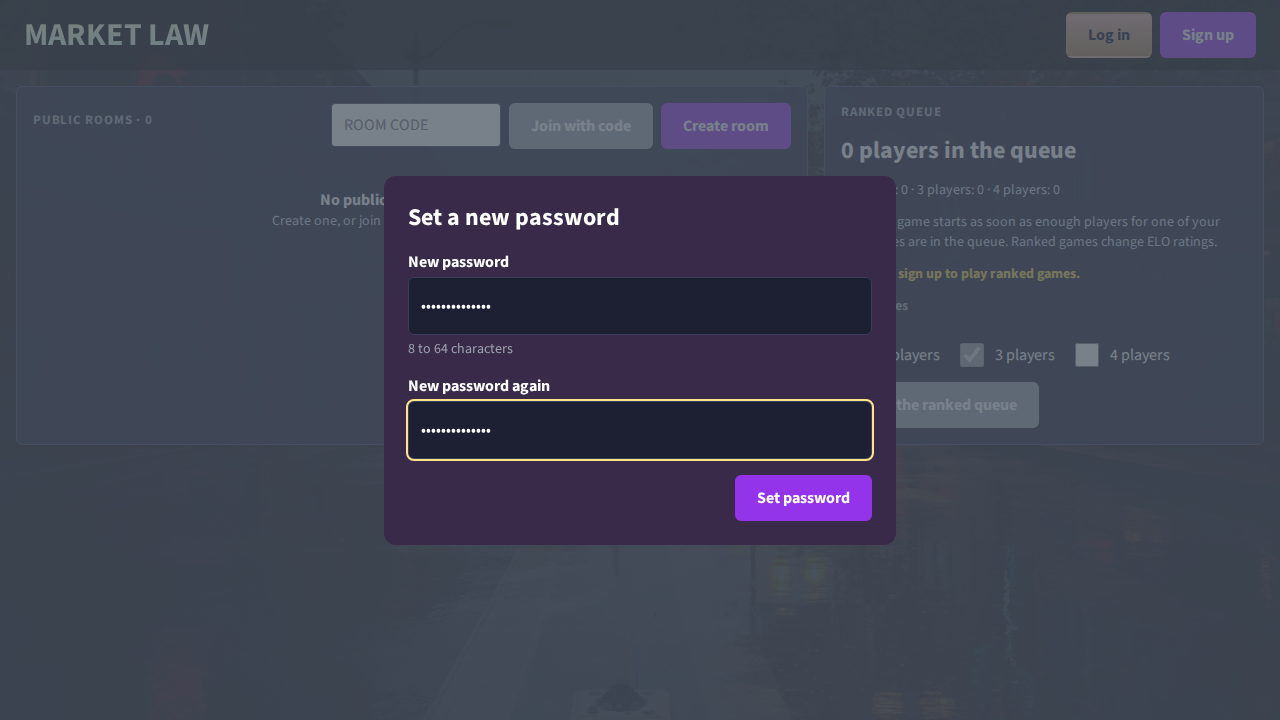 MARKET LAW
Log in
Sign up
PUBLIC ROOMS · 0
ROOM CODE
Join with code
Create room
No public
Create one, or join
RANKED QUEUE
0 players in the queue
: 0 · 3 players: 0 · 4 players: 0
game starts as soon as enough players for one of your
are in the queue. Ranked games change ELO ratings.
sign up to play ranked games.
players
3 players
4 players
the ranked queue
Set a new password
New password
••••••••••••••
8 to 64 characters
New password again
••••••••••••••
Set password